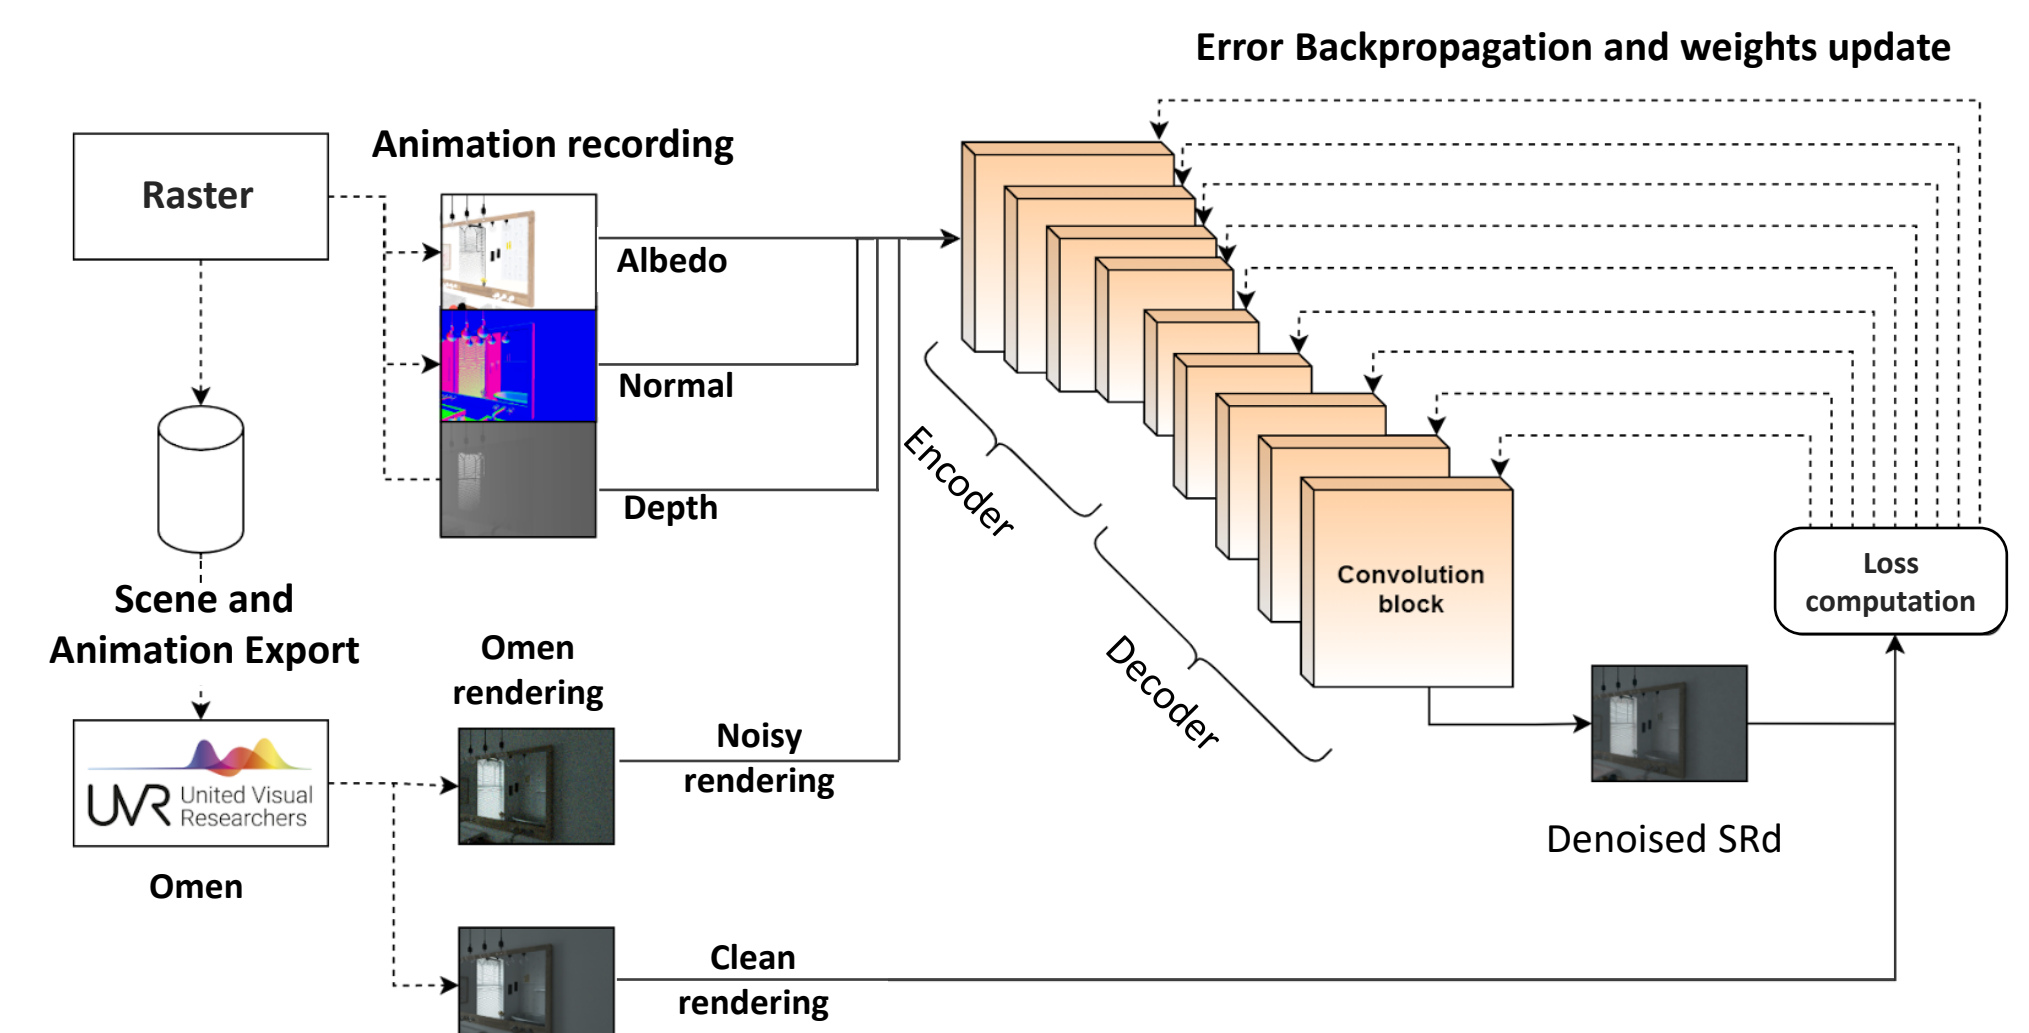 Error Backpropagation and weights update
Animation recording
Raster
Albedo
Normal
Depth
Encoder
Decoder
Convolution
block
Loss
computation
Scene and
Animation Export
Omen
rendering
Noisy
rendering
UVR United Visual
Researchers
Omen
Denoised SRd
Clean
rendering